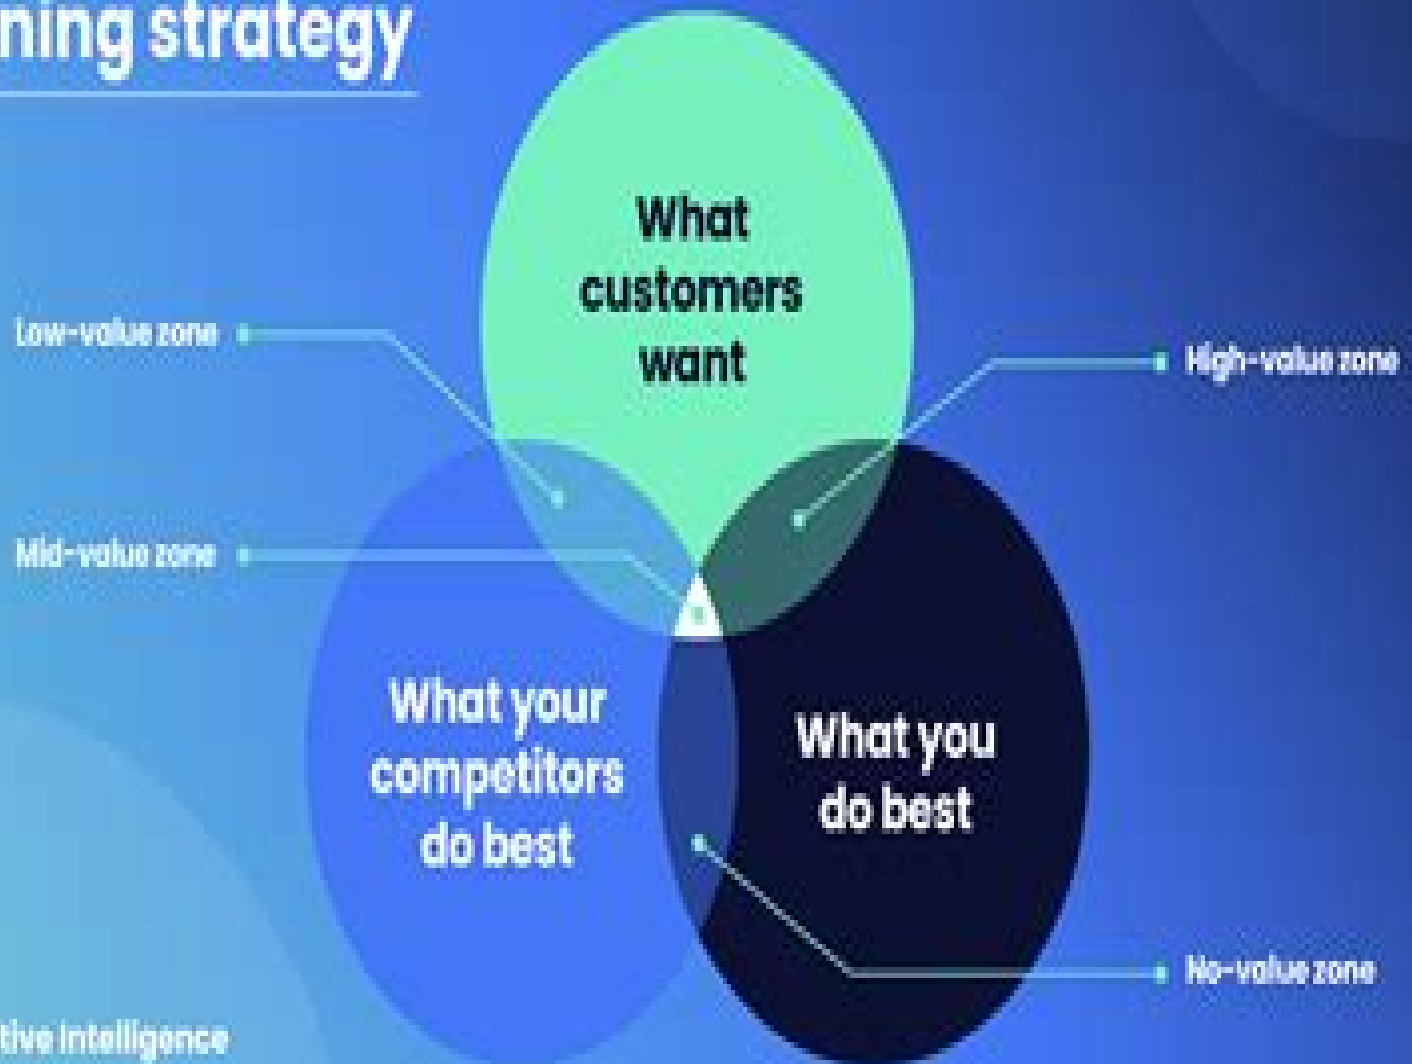 ning strategy
What
customers
want
Low-value zone
High-value zone
Mid-value zone
What your
competitors
do best
What you
do best
No-value zone
tive Intelligence